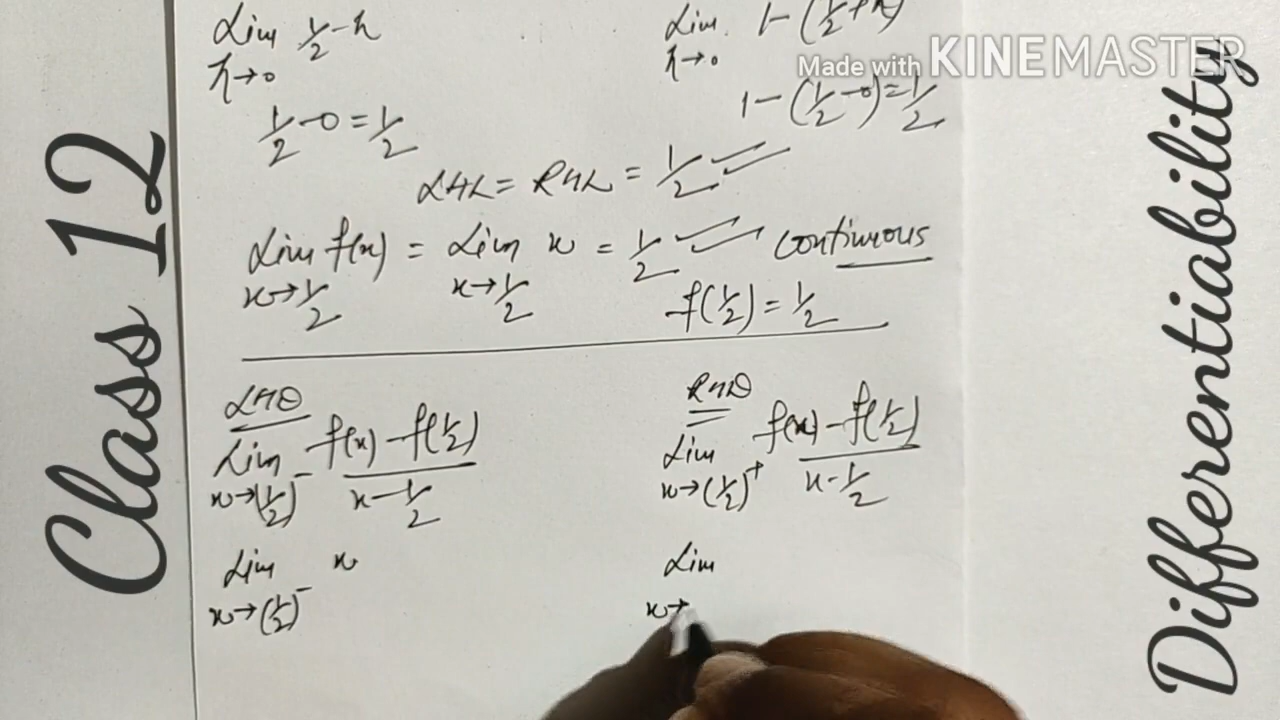 Class 12
Lim 1/2 - h
h→0
1/2 - 0 = 1/2
Lim 1 - (1/2 + h)
h→0
1 - (1/2 - 0) = 1/2
Made with KINEMASTER
LHL = RHL = 1/2
Lim f(x) = Lim x = 1/2 continuous
x→1/2 x→1/2 f(1/2) = 1/2
LHD
Lim f(x) - f(1/2)
x→(1/2)⁻ x - 1/2
Lim x
x→(1/2)⁻
RHD
Lim f(x) - f(1/2)
x→(1/2)⁺ x - 1/2
Lim
x→
Differentiability